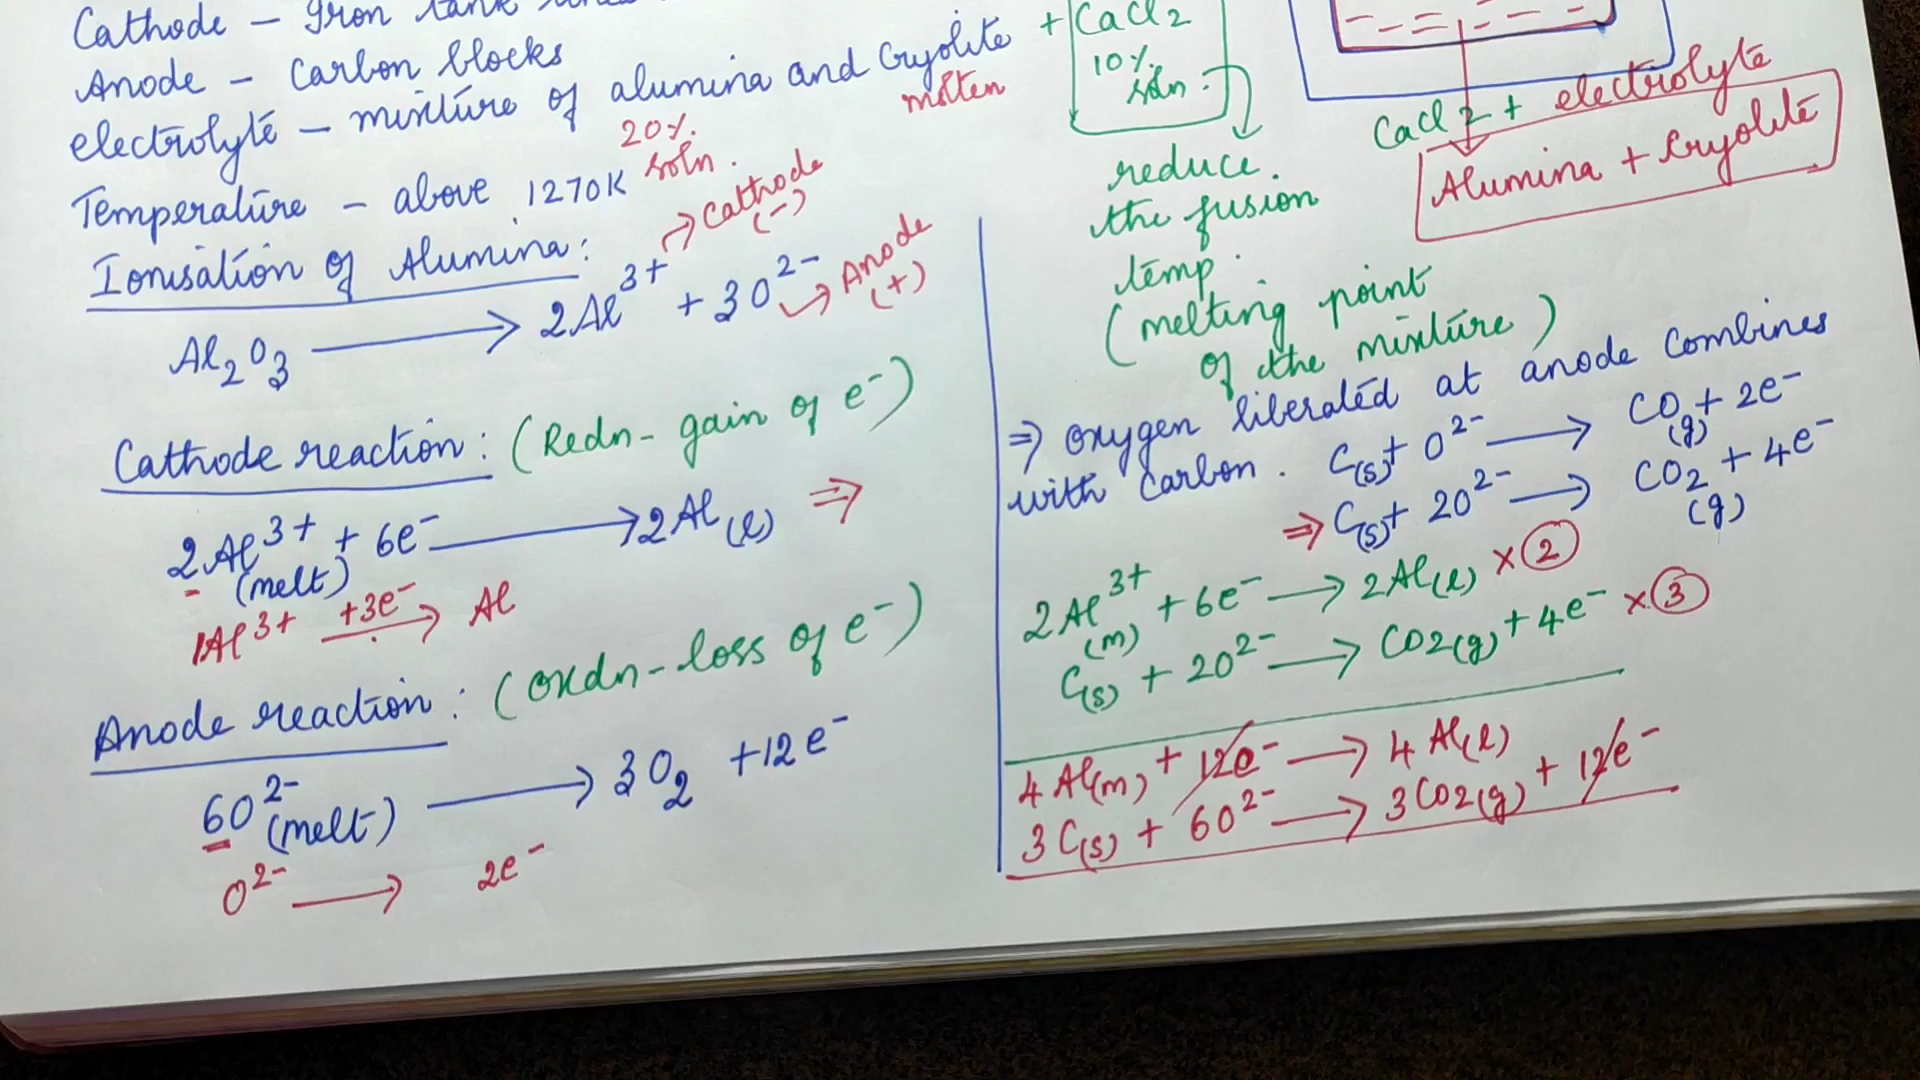 Cathode – Iron tank
Anode – Carbon blocks
electrolyte – mixture of alumina and Cryolite + CaCl2
20% soln.
molten
10% soln.
Temperature – above 1270K
reduce the fusion temp.
(melting point of the mixture)
CaCl2 + electrolyte
Alumina + Cryolite
Ionisation of Alumina:
Al₂O₃ ⟶ 2Al³⁺ + 3O²⁻
→ Cathode (-)
→ Anode (+)
Cathode reaction: (Redn- gain of e⁻)
2Al³⁺ (melt) + 6e⁻ ⟶ 2Al(l) ⇒
1Al³⁺ +3e⁻ ⟶ Al
Anode reaction: (Oxdn-loss of e⁻)
6O²⁻ (melt) ⟶ 3O₂ +12e⁻
O²⁻ ⟶ 2e⁻
⇒ oxygen liberated at anode combines
with carbon. C(s) + O²⁻ ⟶ CO(g) + 2e⁻
⇒ C(s) + 2O²⁻ ⟶ CO₂(g) + 4e⁻
2Al³⁺(m) + 6e⁻ ⟶ 2Al(l) × 2
C(s) + 2O²⁻ ⟶ CO2(g) + 4e⁻ × 3
4Al(m) + 12e⁻ ⟶ 4Al(l)
3C(s) + 6O²⁻ ⟶ 3CO2(g) + 12e⁻